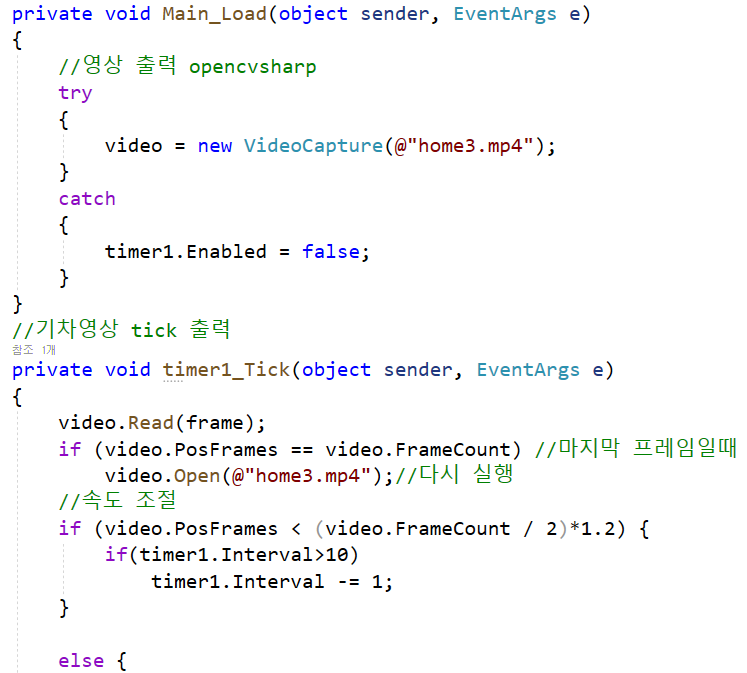 private void Main_Load(object sender, EventArgs e)
{
    //영상 출력 opencvsharp
    try
    {
        video = new VideoCapture(@"home3.mp4");
    }
    catch
    {
        timer1.Enabled = false;
    }
}
//기차영상 tick 출력
참조 1개
private void timer1_Tick(object sender, EventArgs e)
{
    video.Read(frame);
    if (video.PosFrames == video.FrameCount) //마지막 프레임일때
        video.Open(@"home3.mp4");//다시 실행
    //속도 조절
    if (video.PosFrames < (video.FrameCount / 2)*1.2) {
        if(timer1.Interval>10)
            timer1.Interval -= 1;
    }

    else {